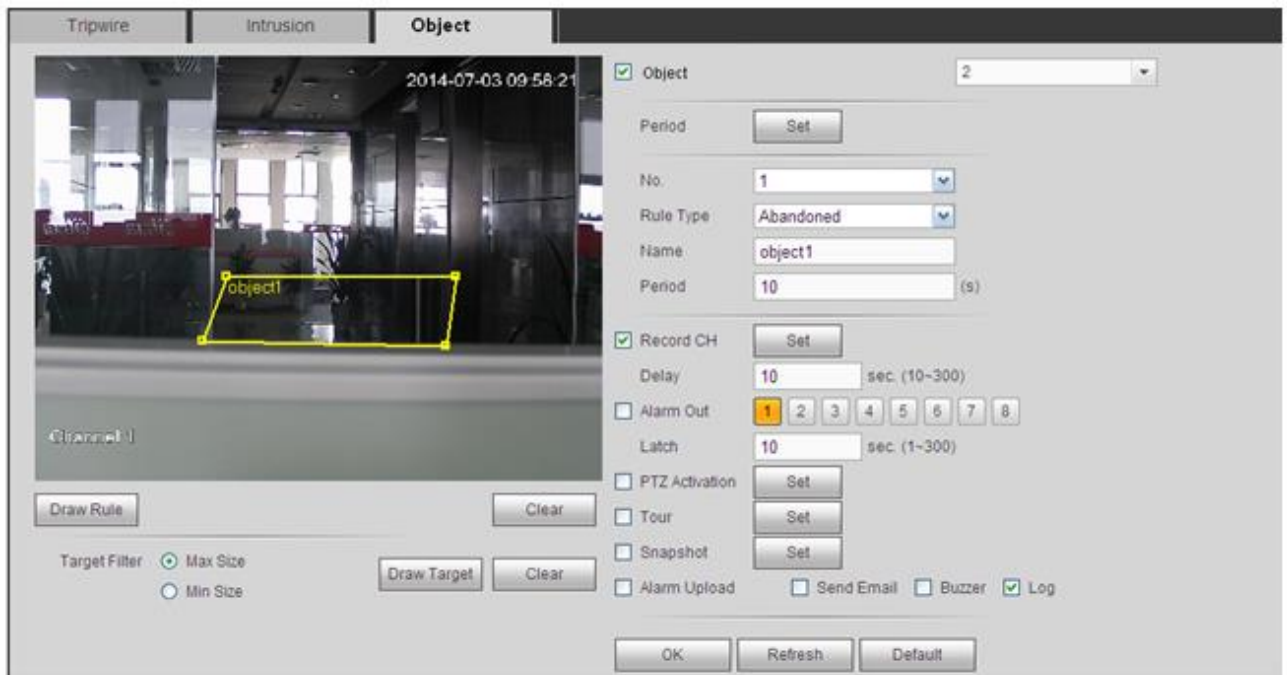 Tripwire
Intrusion
Object
2014-07-03 09:58:21
object1
Channel 1
Draw Rule
Clear
Target Filter
Max Size
Min Size
Draw Target
Clear
Object
2
Period
Set
No.
1
Rule Type
Abandoned
Name
object1
Period
10
(s)
Record CH
Set
Delay
10
sec. (10~300)
Alarm Out
1 2 3 4 5 6 7 8
Latch
10
sec. (1~300)
PTZ Activation
Set
Tour
Set
Snapshot
Set
Alarm Upload
Send Email
Buzzer
Log
OK
Refresh
Default